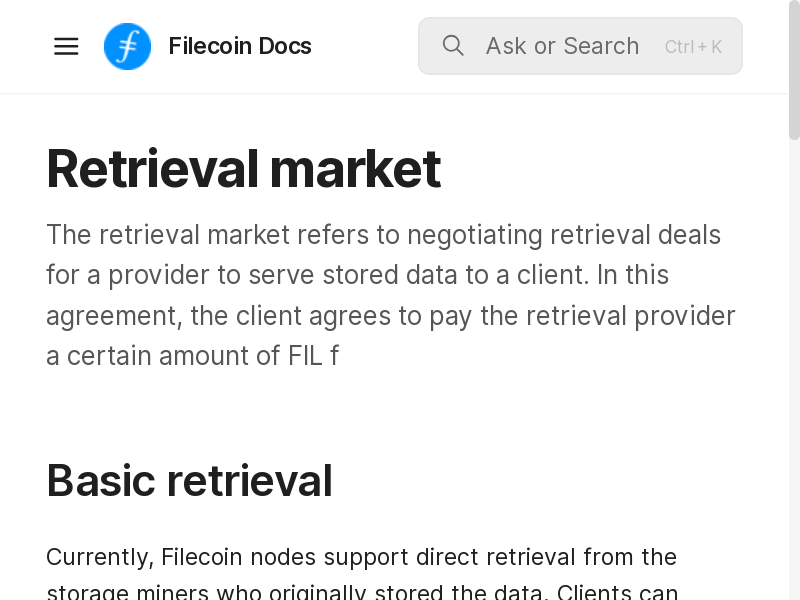 Filecoin Docs
Ask or Search
Ctrl + K
Retrieval market
The retrieval market refers to negotiating retrieval deals
for a provider to serve stored data to a client. In this
agreement, the client agrees to pay the retrieval provider
a certain amount of FIL f
Basic retrieval
Currently, Filecoin nodes support direct retrieval from the
storage miners who originally stored the data. Clients can